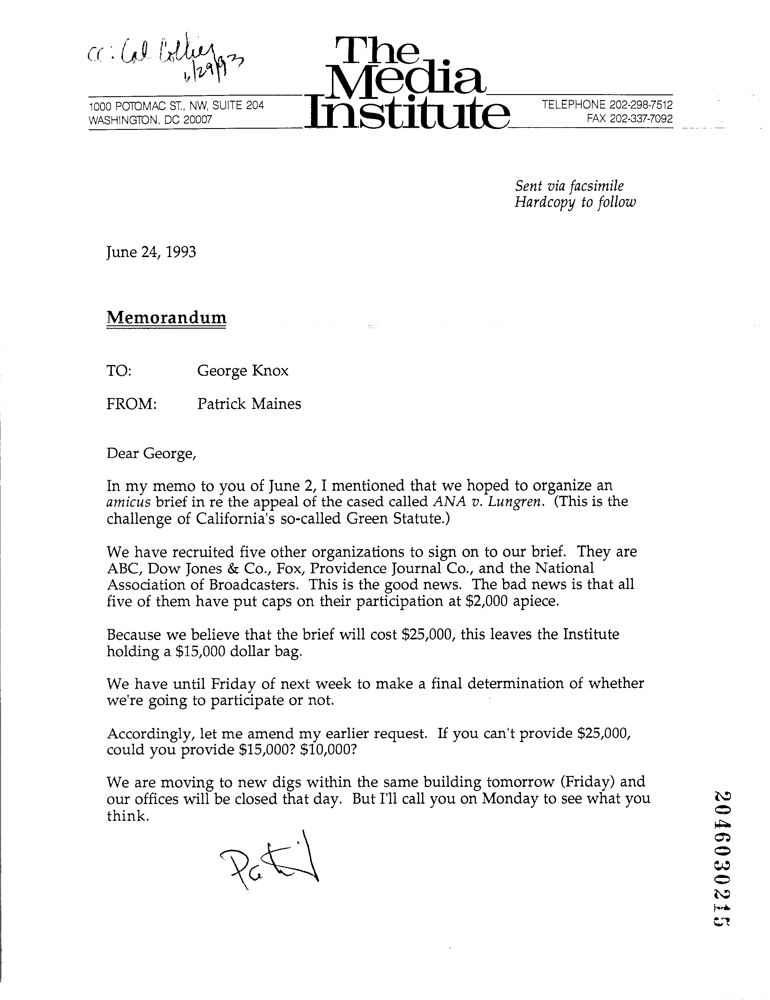 cc: Cal Collier
6/29/93
The
Media
Institute
1000 POTOMAC ST., NW, SUITE 204
WASHINGTON, DC 20007
TELEPHONE 202-298-7512
FAX 202-337-7092
Sent via facsimile
Hardcopy to follow
June 24, 1993
Memorandum
TO: George Knox
FROM: Patrick Maines
Dear George,
In my memo to you of June 2, I mentioned that we hoped to organize an
amicus brief in re the appeal of the cased called ANA v. Lungren. (This is the
challenge of California's so-called Green Statute.)
We have recruited five other organizations to sign on to our brief. They are
ABC, Dow Jones & Co., Fox, Providence Journal Co., and the National
Association of Broadcasters. This is the good news. The bad news is that all
five of them have put caps on their participation at $2,000 apiece.
Because we believe that the brief will cost $25,000, this leaves the Institute
holding a $15,000 dollar bag.
We have until Friday of next week to make a final determination of whether
we're going to participate or not.
Accordingly, let me amend my earlier request. If you can't provide $25,000,
could you provide $15,000? $10,000?
We are moving to new digs within the same building tomorrow (Friday) and
our offices will be closed that day. But I'll call you on Monday to see what you
think.
2046030215